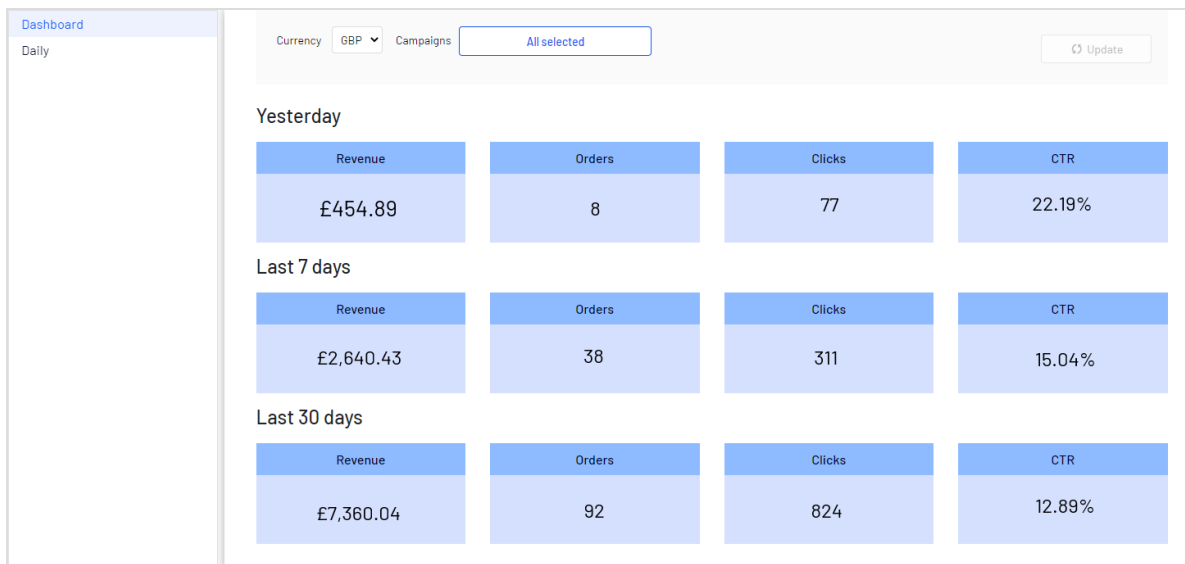 Dashboard
Daily
Currency GBP Campaigns All selected
Update
Yesterday
Revenue Orders Clicks CTR
£454.89 8 77 22.19%
Last 7 days
Revenue Orders Clicks CTR
£2,640.43 38 311 15.04%
Last 30 days
Revenue Orders Clicks CTR
£7,360.04 92 824 12.89%